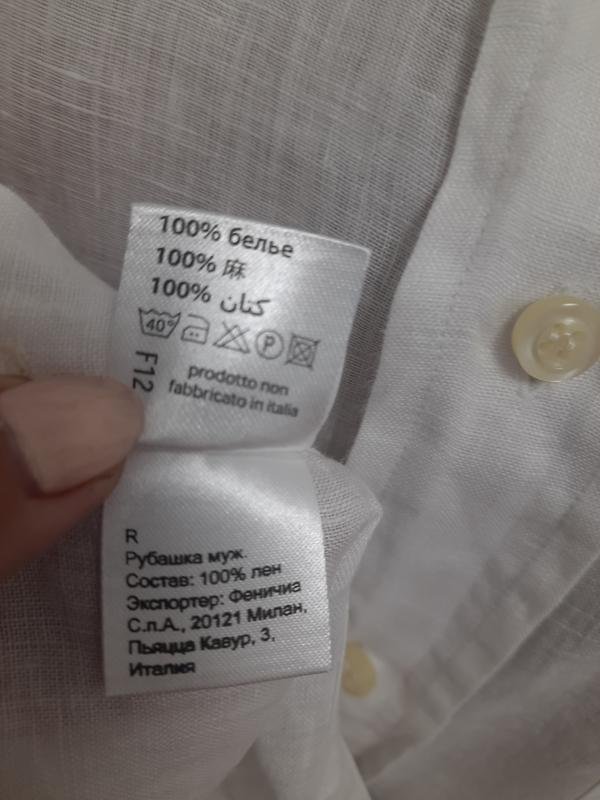 100% белье
100% 麻
100% كتان
40°
P
F12
prodotto non
fabbricato in italia
R
Рубашка муж.
Состав: 100% лен
Экспортер: Феничиа
С.п.А., 20121 Милан,
Пьяцца Кавур, 3,
Италия